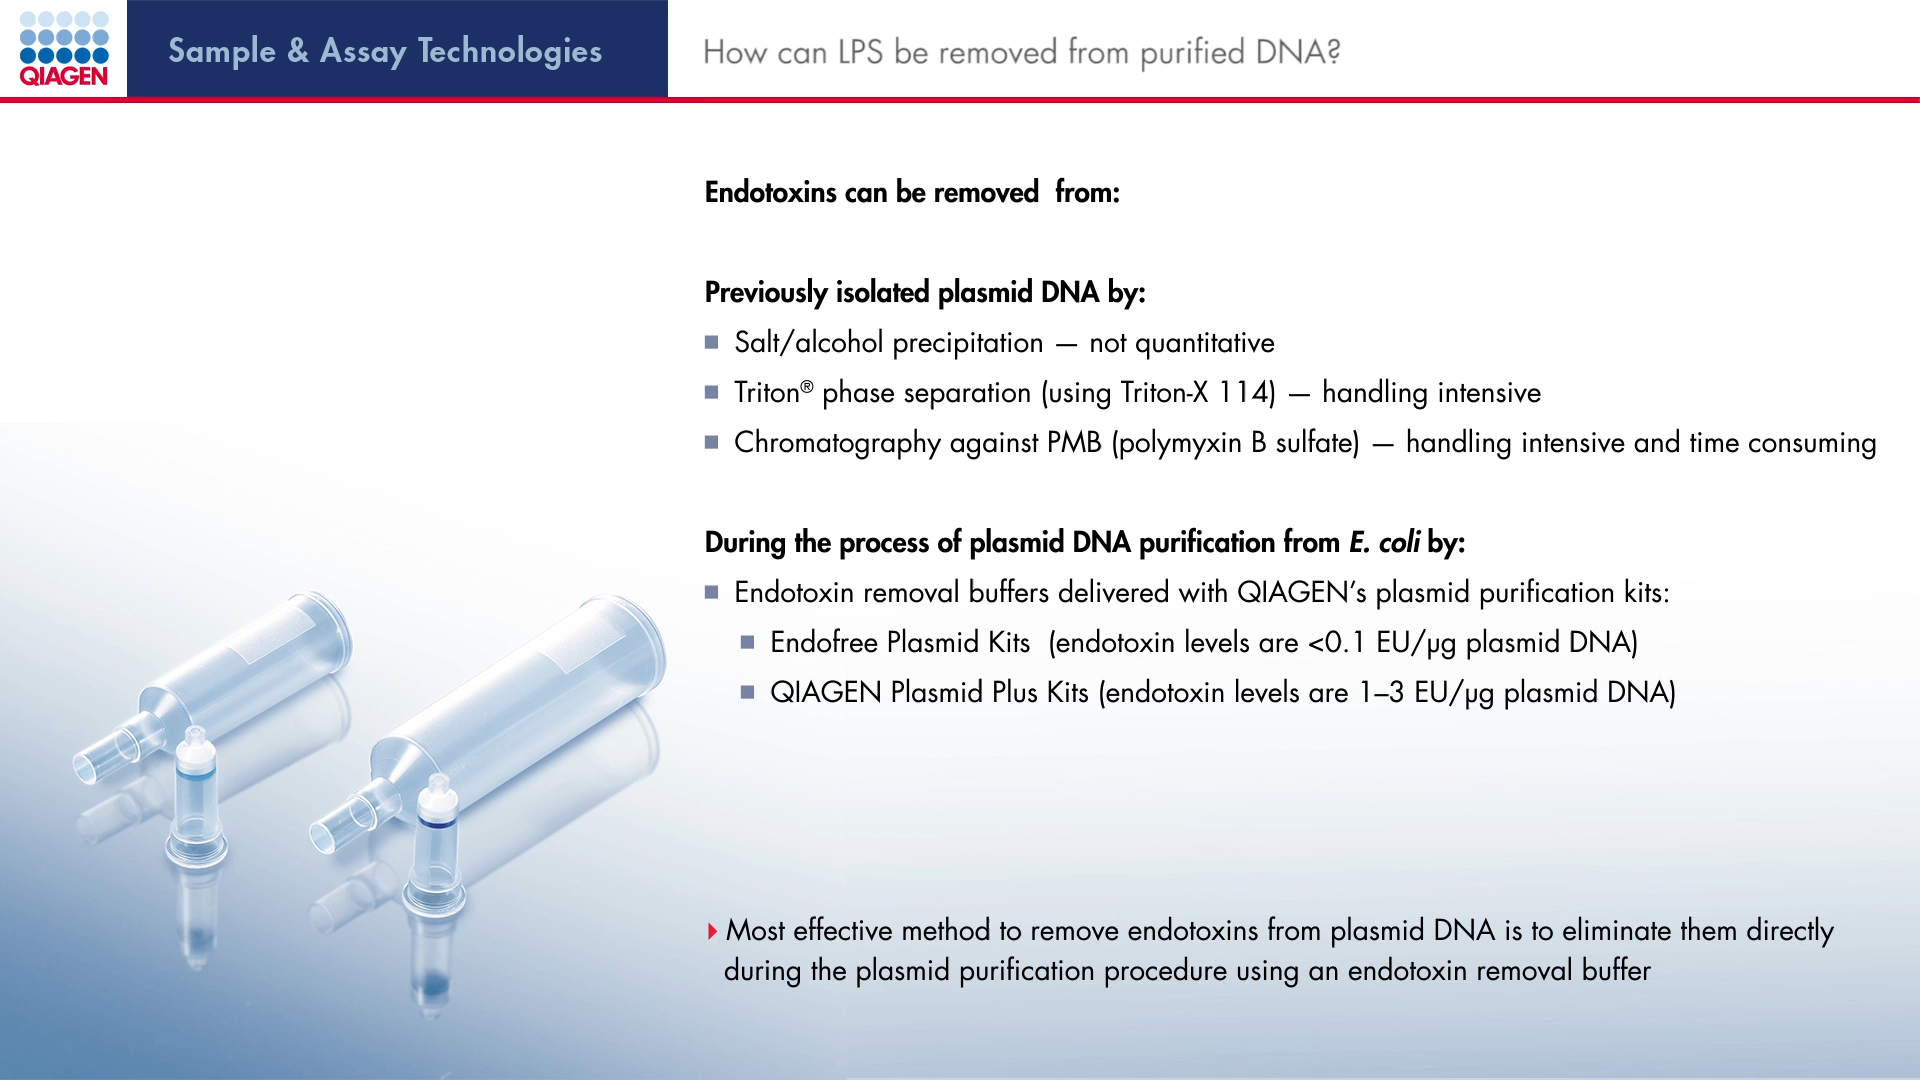 QIAGEN
Sample & Assay Technologies
How can LPS be removed from purified DNA?
Endotoxins can be removed  from:
Previously isolated plasmid DNA by:
Salt/alcohol precipitation — not quantitative
Triton® phase separation (using Triton-X 114) — handling intensive
Chromatography against PMB (polymyxin B sulfate) — handling intensive and time consuming
During the process of plasmid DNA purification from E. coli by:
Endotoxin removal buffers delivered with QIAGEN’s plasmid purification kits:
Endofree Plasmid Kits  (endotoxin levels are <0.1 EU/µg plasmid DNA)
QIAGEN Plasmid Plus Kits (endotoxin levels are 1–3 EU/µg plasmid DNA)
Most effective method to remove endotoxins from plasmid DNA is to eliminate them directly
during the plasmid purification procedure using an endotoxin removal buffer